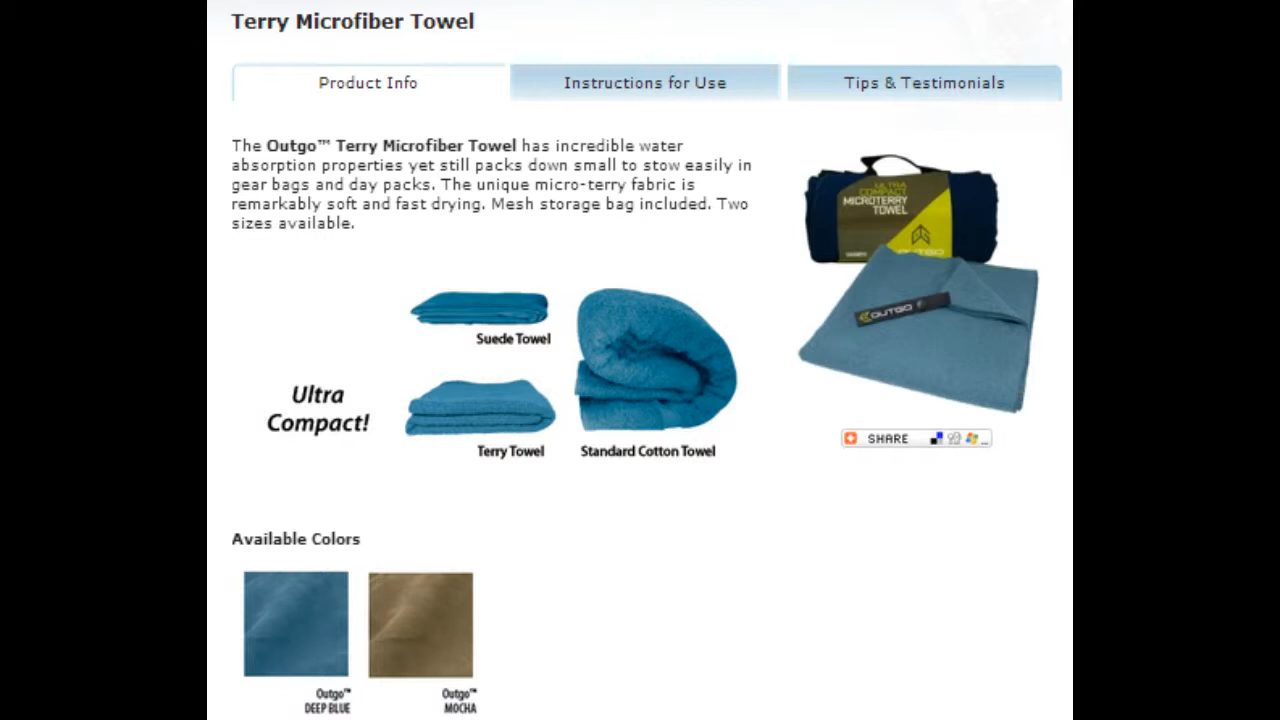 Terry Microfiber Towel
Product Info
Instructions for Use
Tips & Testimonials
The Outgo™ Terry Microfiber Towel has incredible water
absorption properties yet still packs down small to stow easily in
gear bags and day packs. The unique micro-terry fabric is
remarkably soft and fast drying. Mesh storage bag included. Two
sizes available.
ULTRA
COMPACT
MICROTERRY
TOWEL
OUTGO
OUTGO
Suede Towel
Ultra
Compact!
Terry Towel
Standard Cotton Towel
SHARE
Available Colors
Outgo™
DEEP BLUE
Outgo™
MOCHA